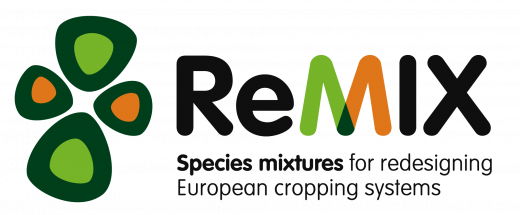 ReMIX
Species mixtures for redesigning
European cropping systems